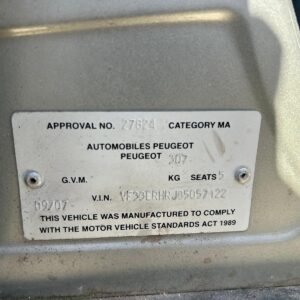 APPROVAL NO. 27624 CATEGORY MA
AUTOMOBILES PEUGEOT
PEUGEOT 307
G.V.M. KG SEATS 5
09/07 V.I.N.
THIS VEHICLE WAS MANUFACTURED TO COMPLY
WITH THE MOTOR VEHICLE STANDARDS ACT 1989